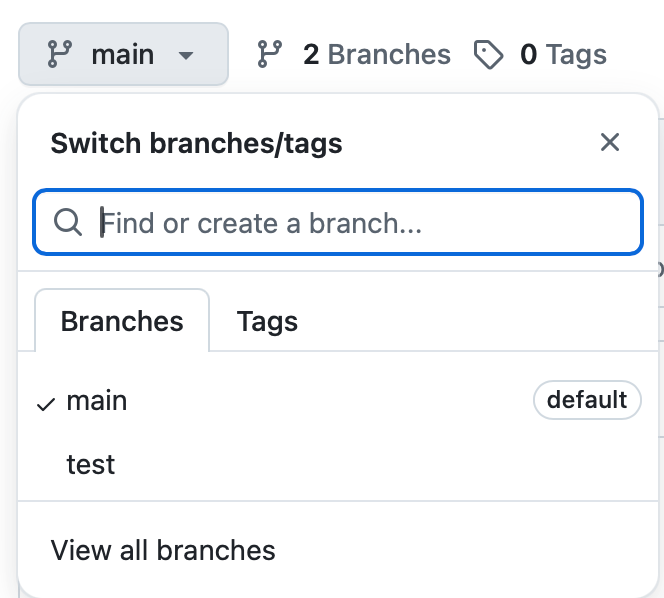 main 2 Branches 0 Tags
Switch branches/tags
Find or create a branch...
Branches Tags
main default
test
View all branches